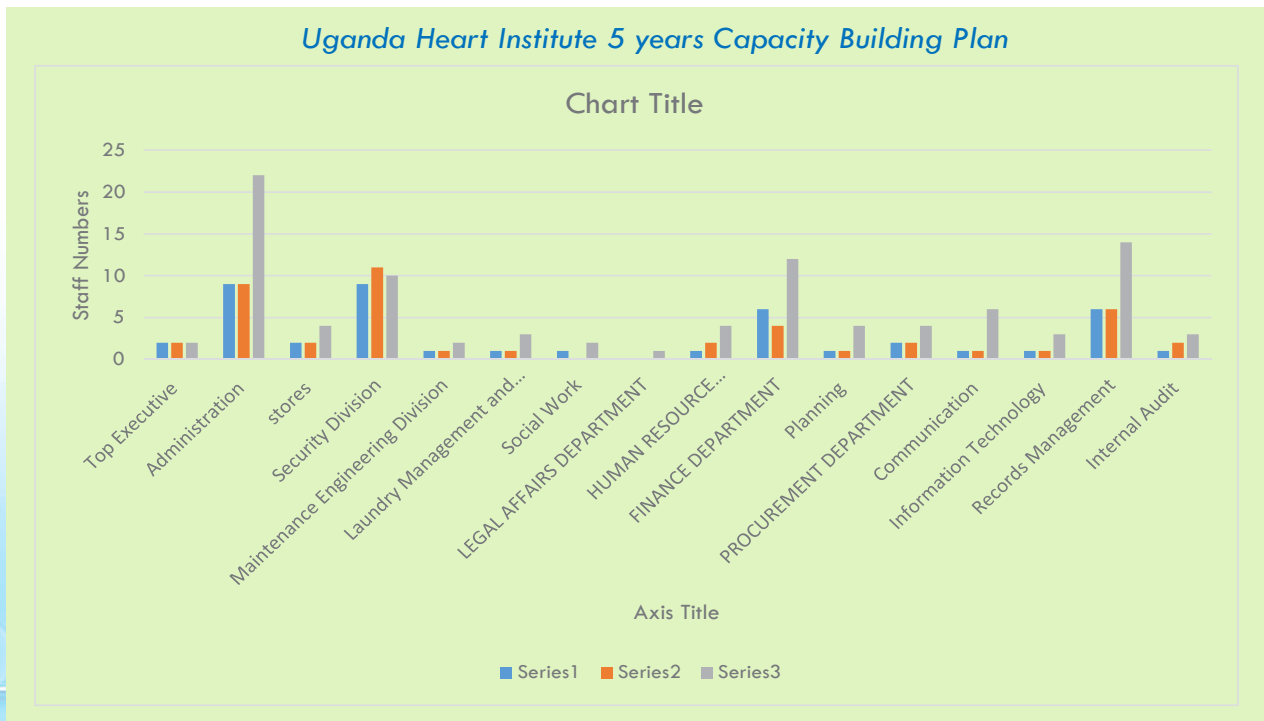 Uganda Heart Institute 5 years Capacity Building Plan
Chart Title
Staff Numbers
25
20
15
10
5
0
Top Executive
Administration
stores
Security Division
Maintenance Engineering Division
Laundry Management and...
Social Work
LEGAL AFFAIRS DEPARTMENT
HUMAN RESOURCE...
FINANCE DEPARTMENT
Planning
PROCUREMENT DEPARTMENT
Communication
Information Technology
Records Management
Internal Audit
Axis Title
Series1 Series2 Series3